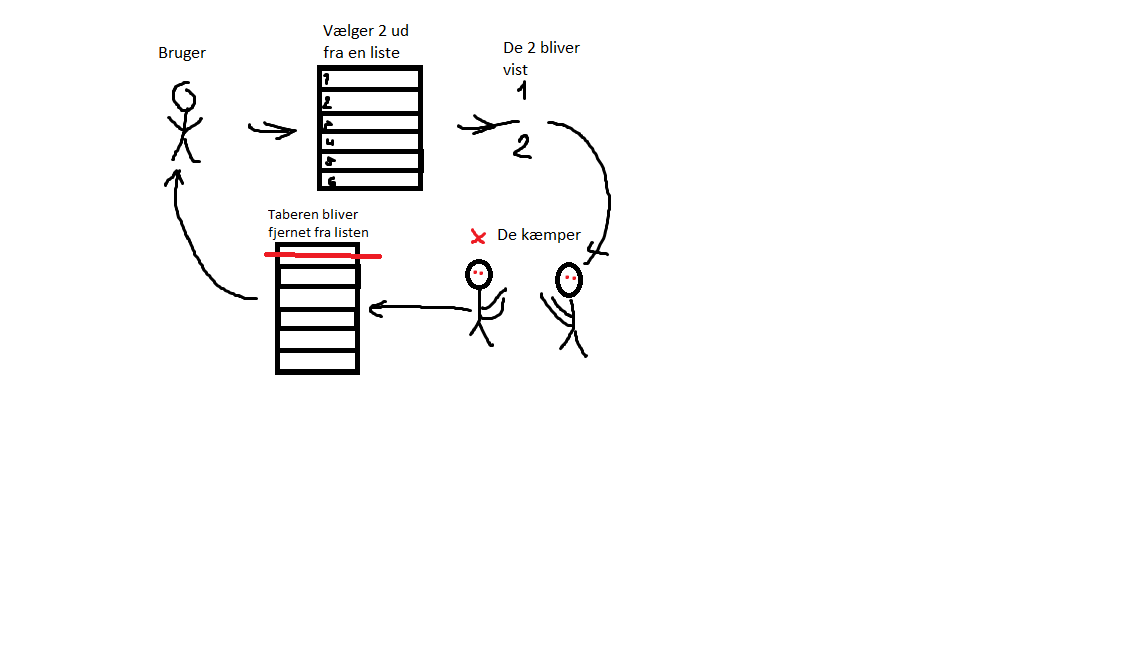 Bruger
Vælger 2 ud
fra en liste
1
2
4
5
6
De 2 bliver
vist
1
2
De kæmper
Taberen bliver
fjernet fra listen